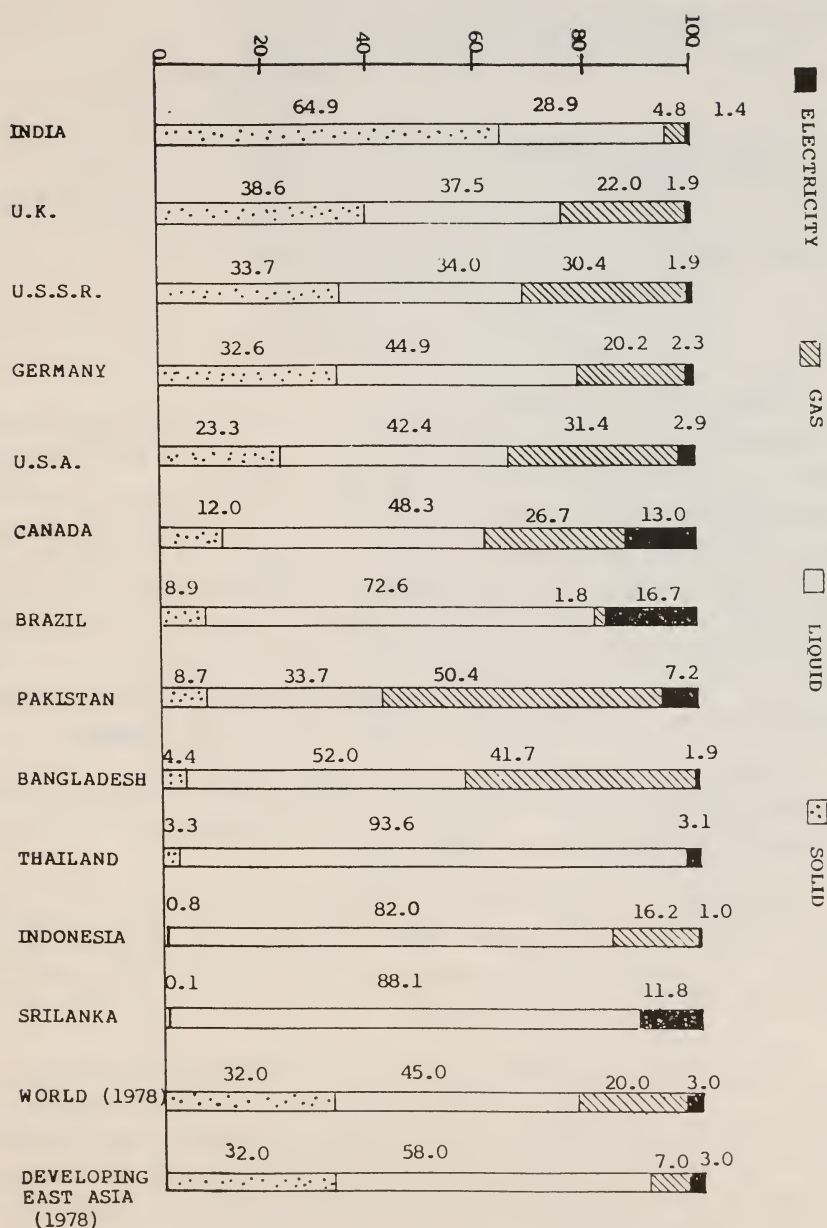 0 20 40 60 80 100
64.9 28.9 4.8 1.4
INDIA
38.6 37.5 22.0 1.9
U.K.
33.7 34.0 30.4 1.9
U.S.S.R.
32.6 44.9 20.2 2.3
GERMANY
23.3 42.4 31.4 2.9
U.S.A.
12.0 48.3 26.7 13.0
CANADA
8.9 72.6 1.8 16.7
BRAZIL
8.7 33.7 50.4 7.2
PAKISTAN
4.4 52.0 41.7 1.9
BANGLADESH
3.3 93.6 3.1
THAILAND
0.8 82.0 16.2 1.0
INDONESIA
0.1 88.1 11.8
SRILANKA
32.0 45.0 20.0 3.0
WORLD (1978)
32.0 58.0 7.0 3.0
DEVELOPING
EAST ASIA
(1978)
ELECTRICITY
GAS
LIQUID
SOLID